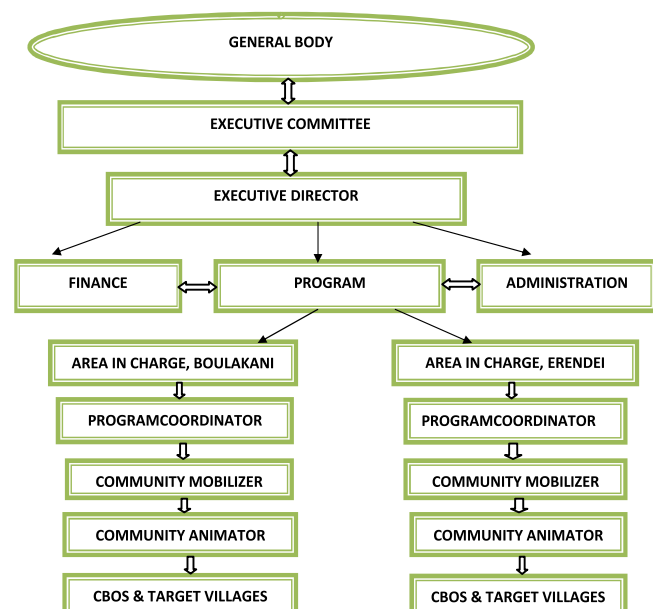 GENERAL BODY
EXECUTIVE COMMITTEE
EXECUTIVE DIRECTOR
FINANCE
PROGRAM
ADMINISTRATION
AREA IN CHARGE, BOULAKANI
AREA IN CHARGE, ERENDEI
PROGRAMCOORDINATOR
PROGRAMCOORDINATOR
COMMUNITY MOBILIZER
COMMUNITY MOBILIZER
COMMUNITY ANIMATOR
COMMUNITY ANIMATOR
CBOS & TARGET VILLAGES
CBOS & TARGET VILLAGES